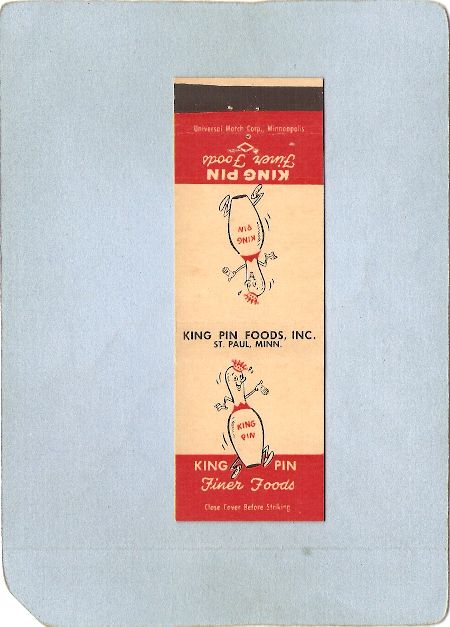 Universal Match Corp., Minneapolis
KING PIN
Finer Foods
KING
PIN
KING PIN FOODS, INC.
ST. PAUL, MINN.
KING
PIN
KING PIN
Finer Foods
Close Cover Before Striking